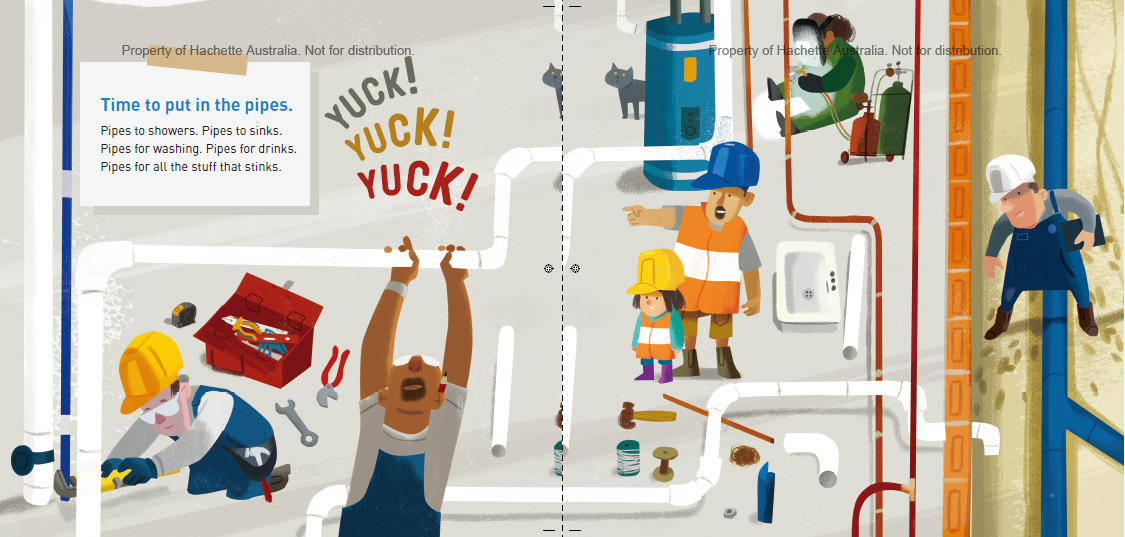 Property of Hachette Australia. Not for distribution.
Time to put in the pipes.
Pipes to showers. Pipes to sinks.
Pipes for washing. Pipes for drinks.
Pipes for all the stuff that stinks.
YUCK!
YUCK!
YUCK!
Property of Hachette Australia. Not for distribution.